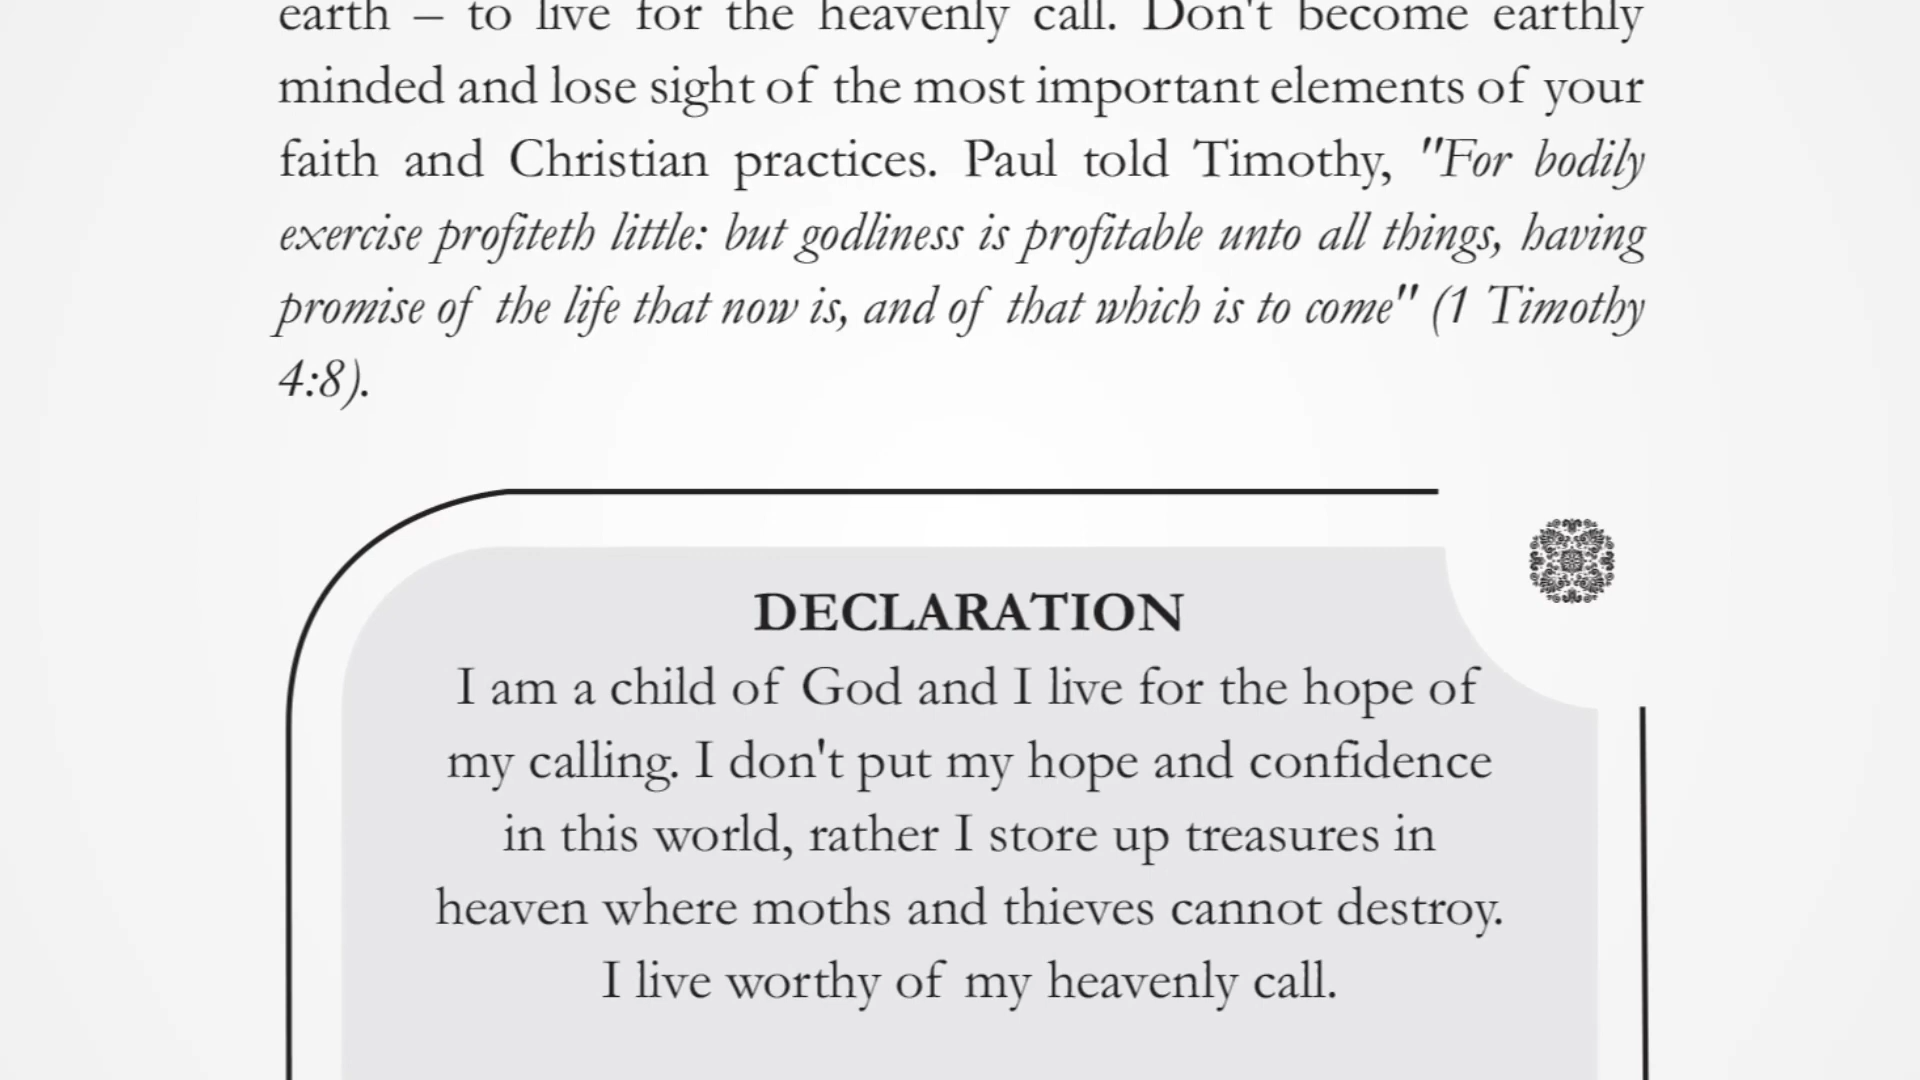 earth – to live for the heavenly call. Don't become earthly
minded and lose sight of the most important elements of your
faith and Christian practices. Paul told Timothy, "For bodily
exercise profiteth little: but godliness is profitable unto all things, having
promise of the life that now is, and of that which is to come" (1 Timothy
4:8).
DECLARATION
I am a child of God and I live for the hope of
my calling. I don't put my hope and confidence
in this world, rather I store up treasures in
heaven where moths and thieves cannot destroy.
I live worthy of my heavenly call.